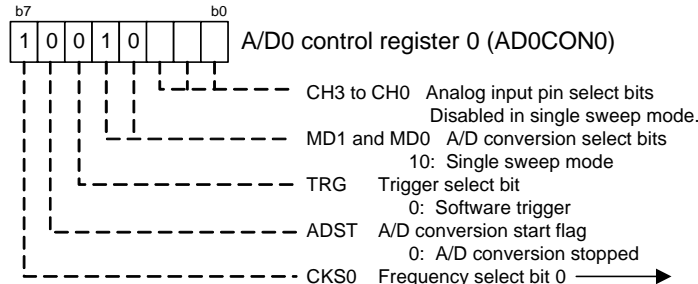 b7 b0
1 0 0 1 0 A/D0 control register 0 (AD0CON0)
CH3 to CH0 Analog input pin select bits
Disabled in single sweep mode.
MD1 and MD0 A/D conversion select bits
10: Single sweep mode
TRG Trigger select bit
0: Software trigger
ADST A/D conversion start flag
0: A/D conversion stopped
CKS0 Frequency select bit 0